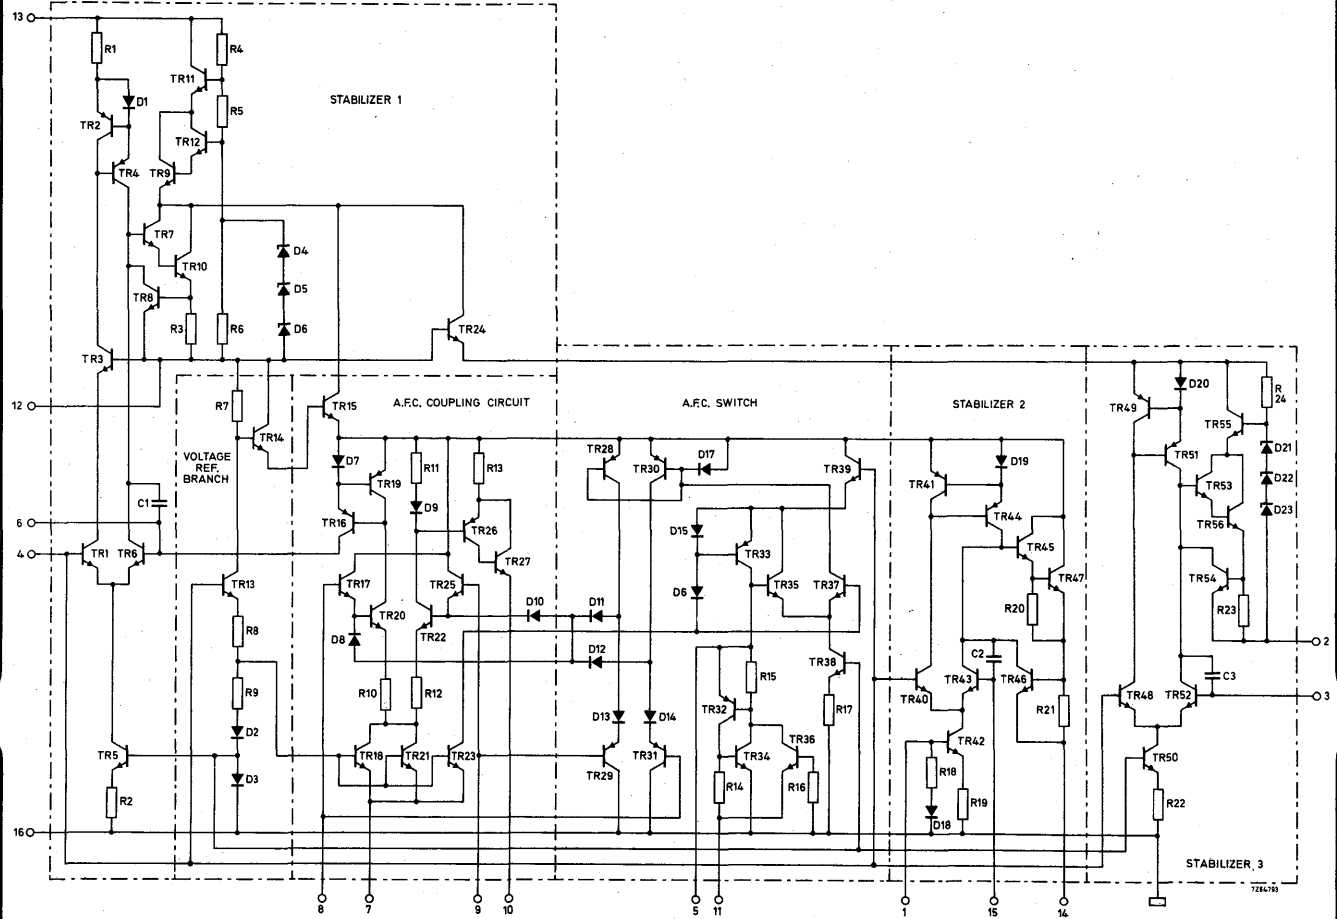 13
R1
R4
TR11
STABILIZER 1
D1
R5
TR2
TR12
TR4
TR9
TR7
D4
TR10
TR8
D5
R3
R6
D6
TR24
TR3
12
R7
TR15
A.F.C. COUPLING CIRCUIT
A.F.C. SWITCH
STABILIZER 2
TR49
D20
R 24
TR14
VOLTAGE REF. BRANCH
TR28
TR55
D7
R11
R13
TR30
D17
TR39
D19
TR51
D21
TR19
TR41
D22
TR53
C1
D9
D23
6
TR16
TR26
D15
TR44
TR56
4
TR1
TR6
TR27
TR33
TR45
TR13
TR17
TR25
TR35
TR37
TR47
TR54
D6
D10
D11
R20
R23
R8
TR20
TR22
D8
2
D12
C2
R9
R10
R12
R15
TR38
TR40
TR43
TR46
TR48
TR52
C3
3
TR32
R17
R21
D2
D13
D14
TR42
TR5
D3
TR18
TR21
TR23
TR29
TR31
TR34
TR36
TR50
R2
R14
R16
R18
R19
R22
16
D18
STABILIZER 3
7Z64793
8
7
9
10
5
11
1
15
14